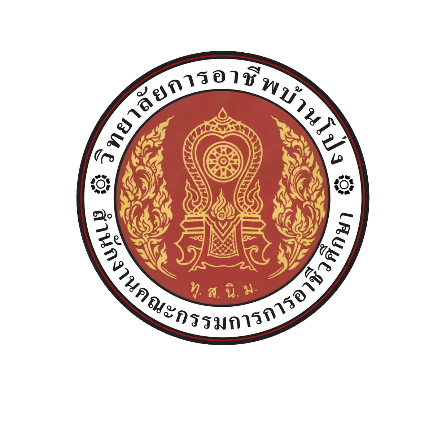 วิทยาลัยการอาชีพบ้านโป่ง
ทุ. ส. นิ. ม.
สำนักงานคณะกรรมการการอาชีวศึกษา